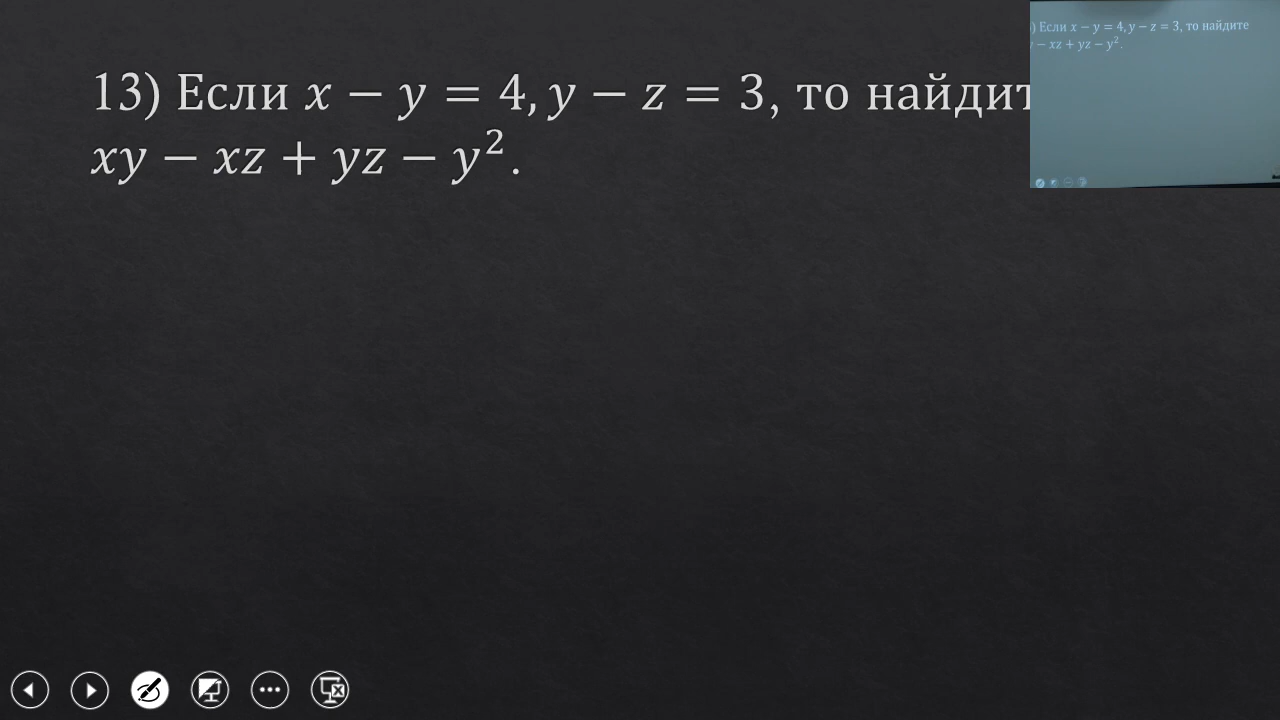 13) Если x − y = 4, y − z = 3, то найдит
xy − xz + yz − y².
) Если x − y = 4, y − z = 3, то найдите
− xz + yz − y².